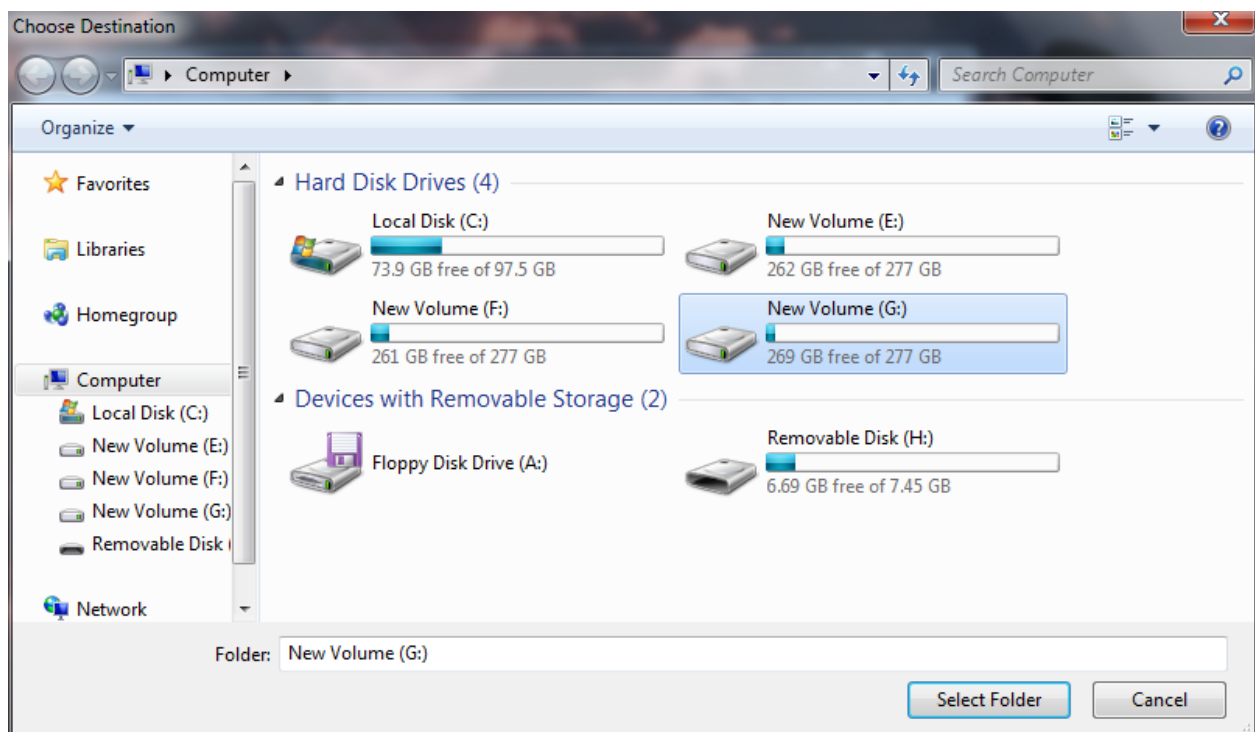 Choose Destination
Computer
Search Computer
Organize
Favorites
Libraries
Homegroup
Computer
Local Disk (C:)
New Volume (E:)
New Volume (F:)
New Volume (G:)
Removable Disk (
Network
Hard Disk Drives (4)
Local Disk (C:)
73.9 GB free of 97.5 GB
New Volume (E:)
262 GB free of 277 GB
New Volume (F:)
261 GB free of 277 GB
New Volume (G:)
269 GB free of 277 GB
Devices with Removable Storage (2)
Floppy Disk Drive (A:)
Removable Disk (H:)
6.69 GB free of 7.45 GB
Folder: New Volume (G:)
Select Folder
Cancel